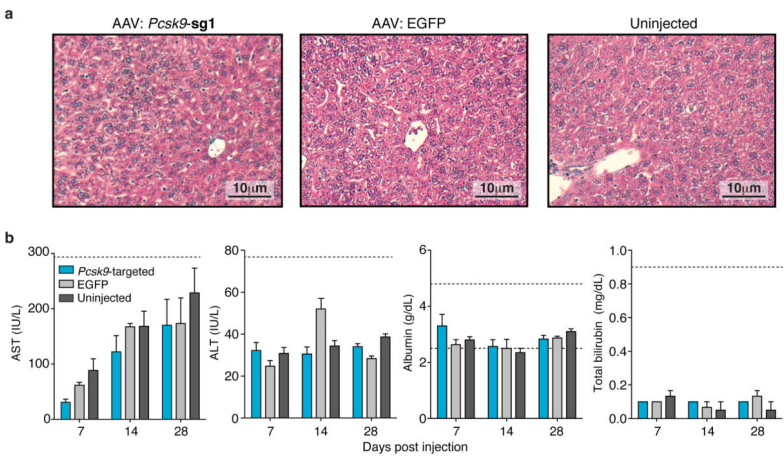 a
AAV: Pcsk9-sg1
AAV: EGFP
Uninjected
10μm
10μm
10μm
b
AST (IU/L)
300
200
100
0
Pcsk9-targeted
EGFP
Uninjected
7
14
28
ALT (IU/L)
80
60
40
20
0
7
14
28
Albumin (g/dL)
6
4
2
0
7
14
28
Total bilirubin (mg/dL)
1.0
0.8
0.6
0.4
0.2
0.0
7
14
28
Days post injection